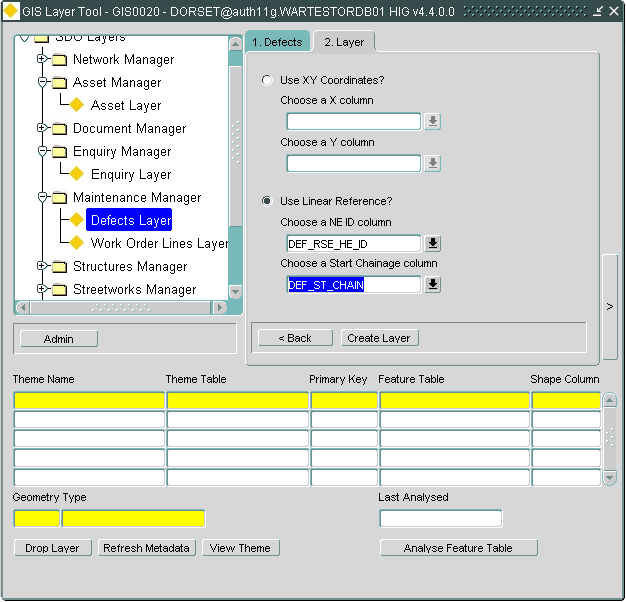 GIS Layer Tool - GIS0020 - DORSET@auth11g.WARTESTORDB01 HIG v4.4.0.0
SDO Layers
Network Manager
Asset Manager
Asset Layer
Document Manager
Enquiry Manager
Enquiry Layer
Maintenance Manager
Defects Layer
Work Order Lines Layer
Structures Manager
Streetworks Manager
Admin
1. Defects
2. Layer
Use XY Coordinates?
Choose a X column
Choose a Y column
Use Linear Reference?
Choose a NE ID column
DEF_RSE_HE_ID
Choose a Start Chainage column
DEF_ST_CHAIN
< Back
Create Layer
>
Theme Name
Theme Table
Primary Key
Feature Table
Shape Column
Geometry Type
Last Analysed
Drop Layer
Refresh Metadata
View Theme
Analyse Feature Table